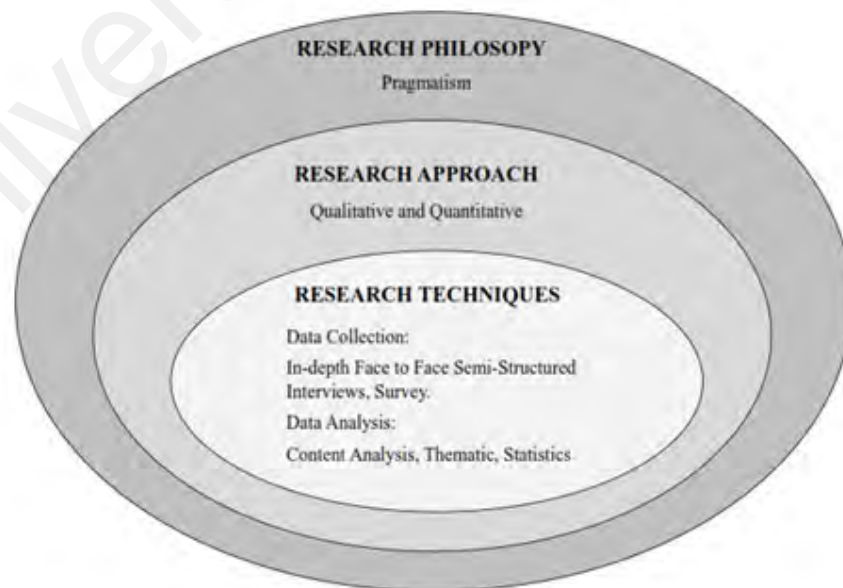 RESEARCH PHILOSOPY
Pragmatism
RESEARCH APPROACH
Qualitative and Quantitative
RESEARCH TECHNIQUES
Data Collection:
In-depth Face to Face Semi-Structured
Interviews, Survey.
Data Analysis:
Content Analysis, Thematic, Statistics